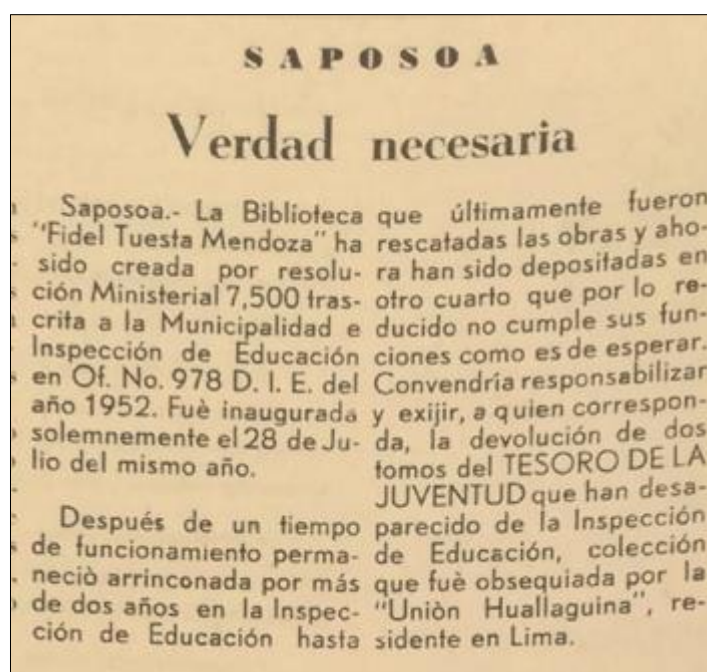 SAPOSOA
Verdad necesaria
Saposoa.- La Biblioteca
"Fidel Tuesta Mendoza" ha
sido creada por resolu-
ción Ministerial 7,500 tras-
crita a la Municipalidad e
Inspección de Educación
en Of. No. 978 D. I. E. del
año 1952. Fuè inaugurada
solemnemente el 28 de Ju-
lio del mismo año.
Después de un tiempo
de funcionamiento perma-
neciò arrinconada por más
de dos años en la Inspec-
ción de Educación hasta
que últimamente fueron
rescatadas las obras y aho-
ra han sido depositadas en
otro cuarto que por lo re-
ducido no cumple sus fun-
ciones como es de esperar.
Convendría responsabilizar
y exijir, a quien correspon-
da, la devolución de dos
tomos del TESORO DE LA
JUVENTUD que han desa-
parecido de la Inspección
de Educación, colección
que fuè obsequiada por la
"Uniòn Huallaguina", re-
sidente en Lima.